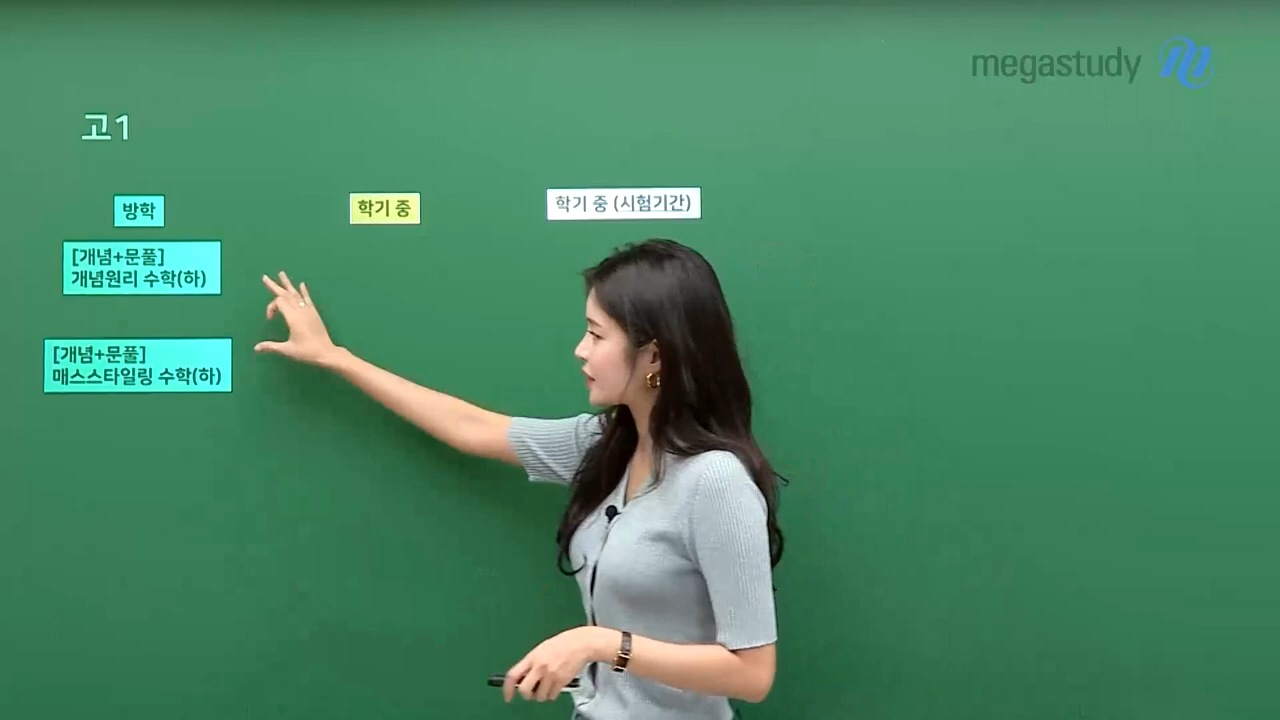 megastudy
고1
방학
학기 중
학기 중 (시험기간)
[개념+문풀]
개념원리 수학(하)
[개념+문풀]
매스스타일링 수학(하)